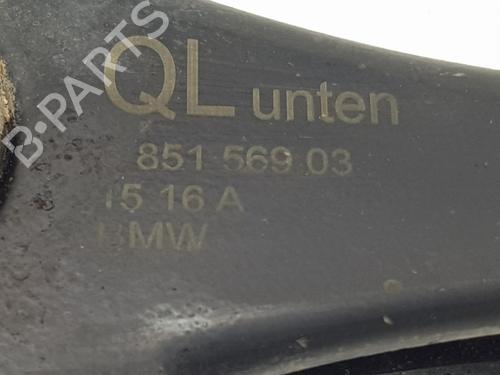 QL unten
851 569 03
15 16 A
BMW
B-PARTS